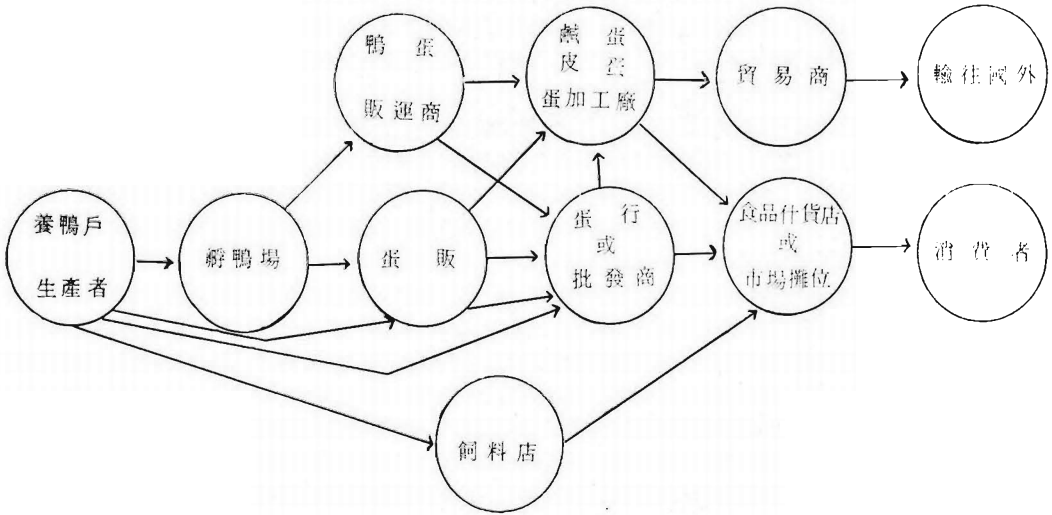 鴨蛋
販運商
鹹蛋
皮蛋
蛋加工廠
貿易商
輸往國外
養鴨戶
生產者
孵鴨場
蛋販
蛋行
或
批發商
食品什貨店
或
市場攤位
消費者
飼料店